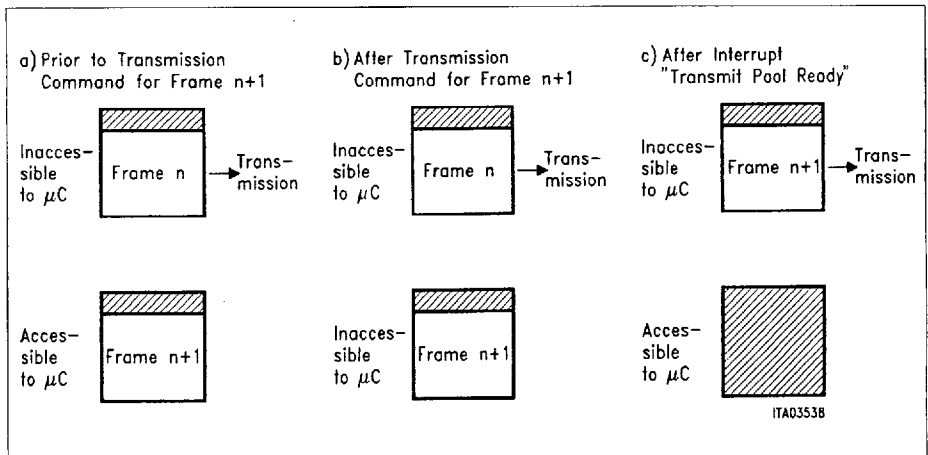 a) Prior to Transmission
Command for Frame n+1
Inacces-
sible
to μC
Frame n
Trans-
mission
Acces-
sible
to μC
Frame n+1
b) After Transmission
Command for Frame n+1
Inacces-
sible
to μC
Frame n
Trans-
mission
Inacces-
sible
to μC
Frame n+1
c) After Interrupt
"Transmit Pool Ready"
Inacces-
sible
to μC
Frame n+1
Trans-
mission
Acces-
sible
to μC
ITA03538